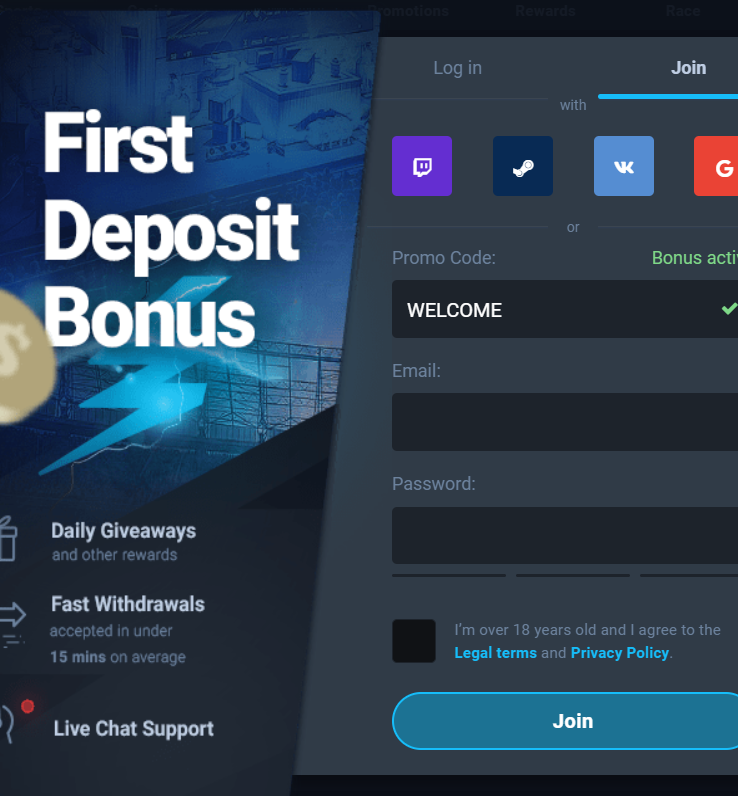 Promotions
Rewards
Race
First
Deposit
Bonus
Daily Giveaways
and other rewards
Fast Withdrawals
accepted in under
15 mins on average
Live Chat Support
Log in
Join
with
or
Promo Code:
Bonus activ
WELCOME
Email:
Password:
I'm over 18 years old and I agree to the
Legal terms and Privacy Policy.
Join